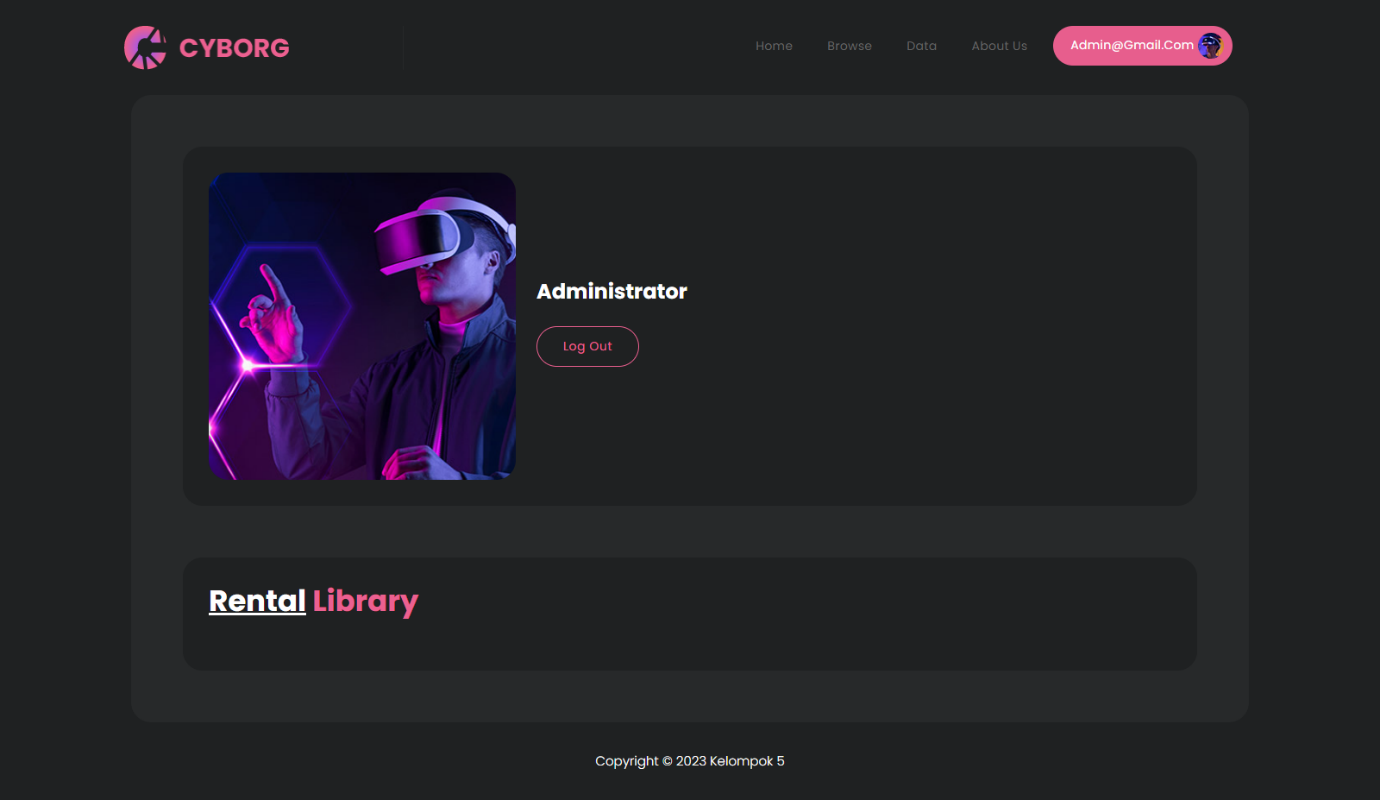 CYBORG
Home Browse Data About Us Admin@Gmail.Com
Administrator
Log Out
Rental Library
Copyright © 2023 Kelompok 5